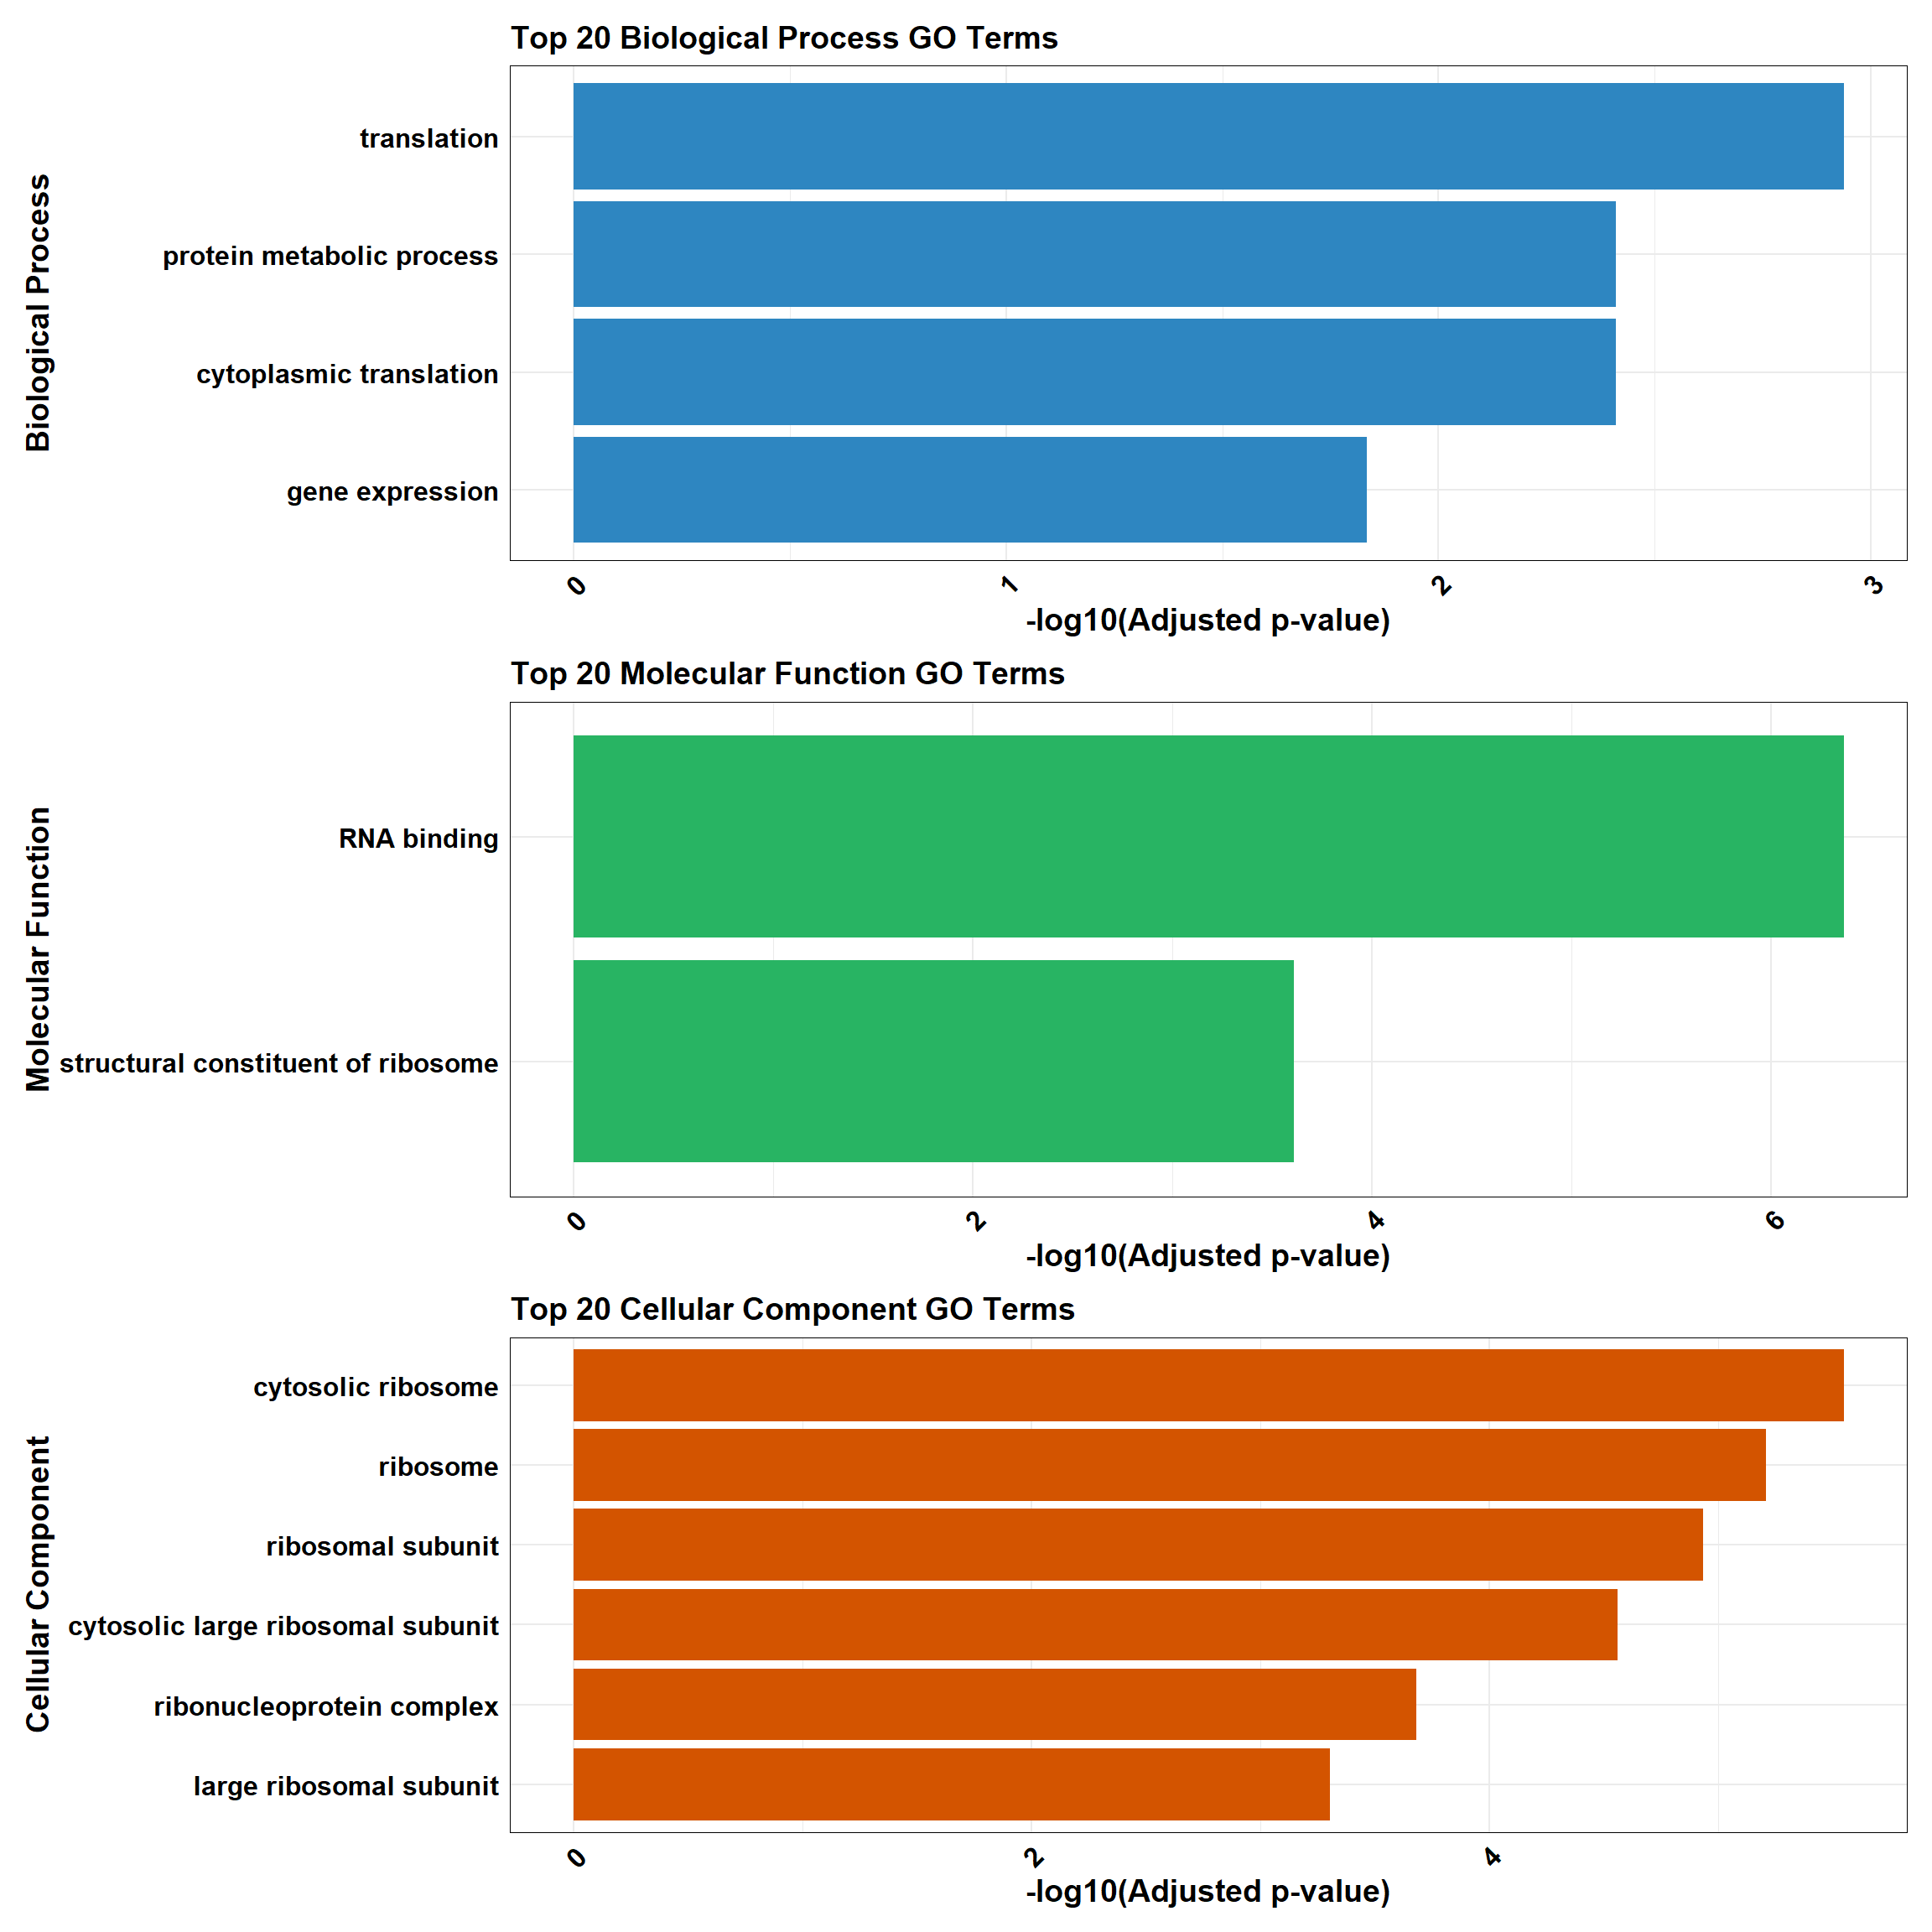 Top 20 Biological Process GO Terms
Biological Process
translation
protein metabolic process
cytoplasmic translation
gene expression
0 1 2 3
-log10(Adjusted p-value)
Top 20 Molecular Function GO Terms
Molecular Function
RNA binding
structural constituent of ribosome
0 2 4 6
-log10(Adjusted p-value)
Top 20 Cellular Component GO Terms
Cellular Component
cytosolic ribosome
ribosome
ribosomal subunit
cytosolic large ribosomal subunit
ribonucleoprotein complex
large ribosomal subunit
0 2 4
-log10(Adjusted p-value)